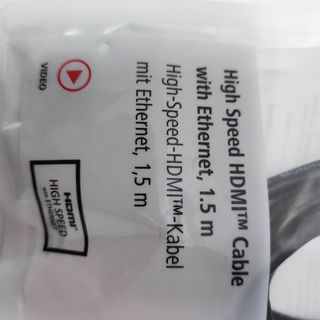 High Speed HDMI™ Cable
with Ethernet, 1.5 m
High-Speed-HDMI™-Kabel
mit Ethernet, 1,5 m
VIDEO
HDMI
HIGH SPEED
with ETHERNET